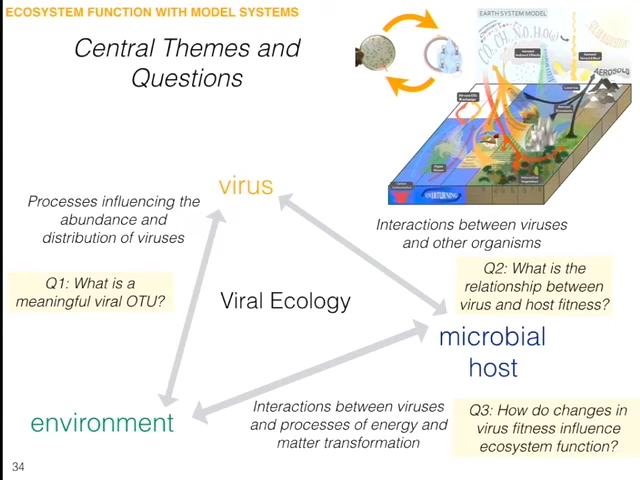 ECOSYSTEM FUNCTION WITH MODEL SYSTEMS
Central Themes and
Questions
EARTH SYSTEM MODEL
AEROSOLS
OVERTURNING
virus
Processes influencing the
abundance and
distribution of viruses
Interactions between viruses
and other organisms
Q1: What is a
meaningful viral OTU?
Q2: What is the
relationship between
virus and host fitness?
Viral Ecology
microbial
host
environment
Interactions between viruses
and processes of energy and
matter transformation
Q3: How do changes in
virus fitness influence
ecosystem function?
34